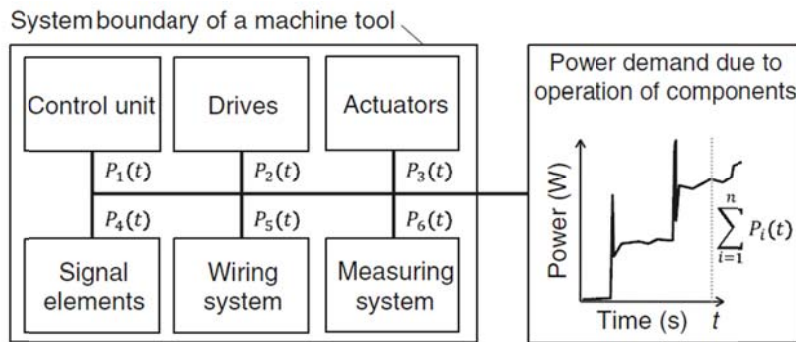 System boundary of a machine tool
Control unit
Drives
Actuators
P₁(t)
P₂(t)
P₃(t)
P₄(t)
P₅(t)
P₆(t)
Signal
elements
Wiring
system
Measuring
system
Power demand due to
operation of components
Power (W)
n
∑ Pᵢ(t)
i=1
Time (s)
t